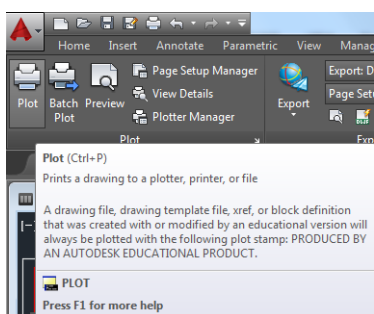 Home Insert Annotate Parametric View Manag
Plot
Batch Plot
Preview
Page Setup Manager
View Details
Plotter Manager
Export
Export: D
Page Setu
Plot
Exp
Plot (Ctrl+P)
Prints a drawing to a plotter, printer, or file
A drawing file, drawing template file, xref, or block definition
that was created with or modified by an educational version will
always be plotted with the following plot stamp: PRODUCED BY
AN AUTODESK EDUCATIONAL PRODUCT.
PLOT
Press F1 for more help